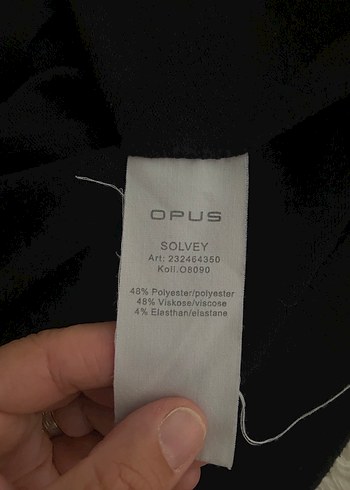 OPUS
SOLVEY
Art: 232464350
Koll.O8090
48% Polyester/polyester
48% Viskose/viscose
4% Elasthan/elastane